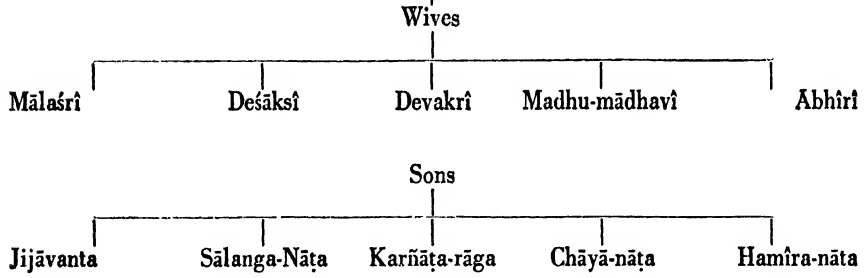 Wives
Mālaśrî Deśāksî Devakrî Madhu-mādhavî Abhîrî
Sons
Jijāvanta Sālanga-Nāṭa Karñāṭa-rāga Chāyā-nāṭa Hamîra-nāta